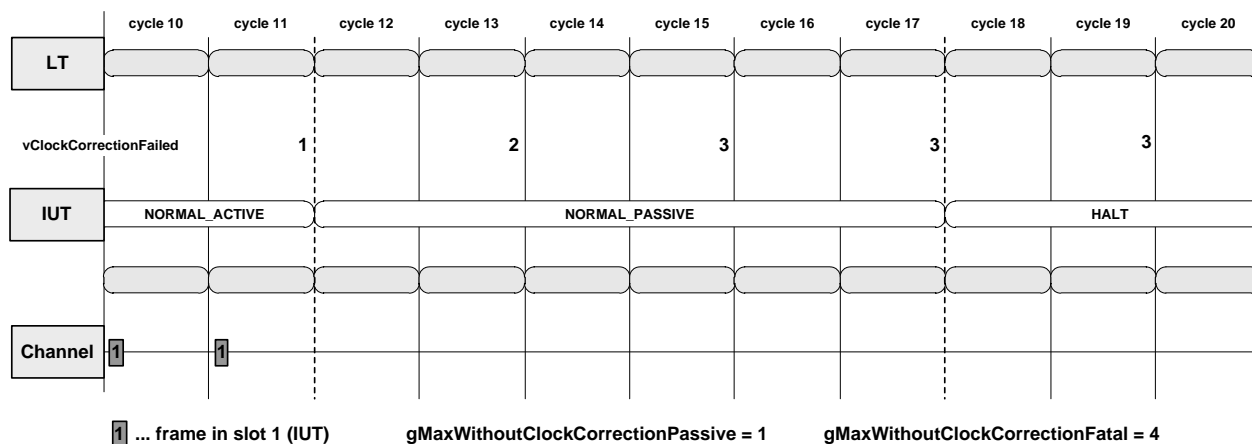 cycle 10 cycle 11 cycle 12 cycle 13 cycle 14 cycle 15 cycle 16 cycle 17 cycle 18 cycle 19 cycle 20
LT
vClockCorrectionFailed 1 2 3 3 3
IUT NORMAL_ACTIVE NORMAL_PASSIVE HALT
Channel 1 1
1 ... frame in slot 1 (IUT) gMaxWithoutClockCorrectionPassive = 1 gMaxWithoutClockCorrectionFatal = 4